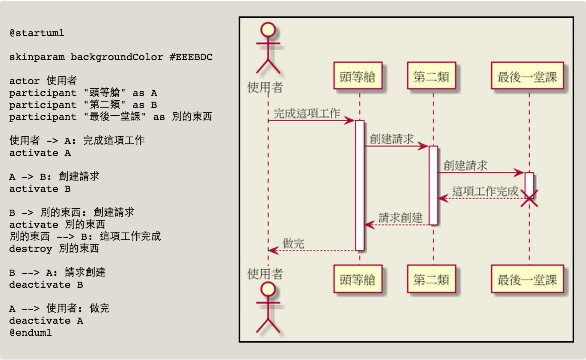 @startuml
skinparam backgroundColor #EEEBDC
actor 使用者
participant "頭等艙" as A
participant "第二類" as B
participant "最後一堂課" as 別的東西
使用者 -> A: 完成這項工作
activate A
A -> B: 創建請求
activate B
B -> 別的東西: 創建請求
activate 別的東西
別的東西 --> B: 這項工作完成
destroy 別的東西
B --> A: 請求創建
deactivate B
A --> 使用者: 做完
deactivate A
@enduml
使用者 頭等艙 第二類 最後一堂課
完成這項工作
創建請求
創建請求
這項工作完成
請求創建
做完
使用者 頭等艙 第二類 最後一堂課